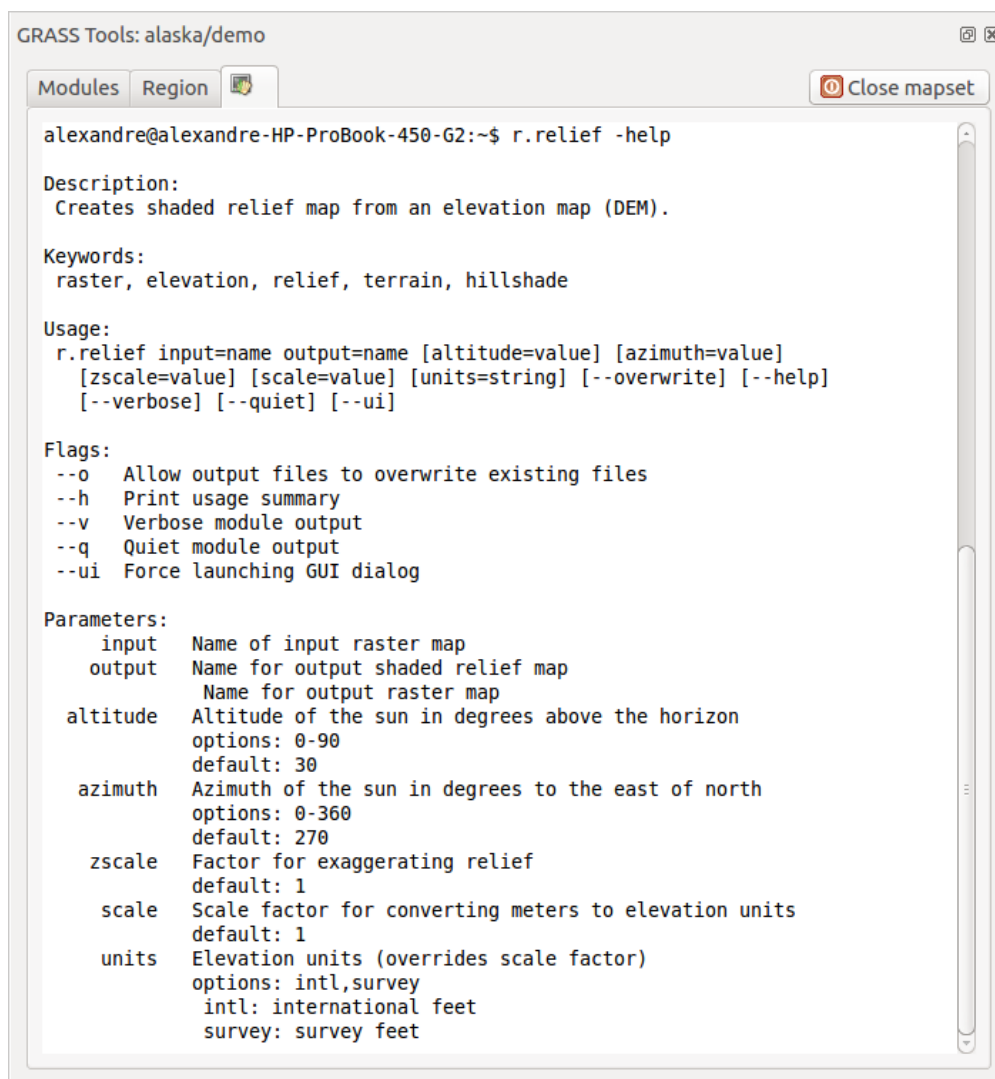 GRASS Tools: alaska/demo
Modules Region Close mapset
alexandre@alexandre-HP-ProBook-450-G2:~$ r.relief -help
Description:
Creates shaded relief map from an elevation map (DEM).
Keywords:
raster, elevation, relief, terrain, hillshade
Usage:
r.relief input=name output=name [altitude=value] [azimuth=value]
[zscale=value] [scale=value] [units=string] [--overwrite] [--help]
[--verbose] [--quiet] [--ui]
Flags:
--o   Allow output files to overwrite existing files
--h   Print usage summary
--v   Verbose module output
--q   Quiet module output
--ui  Force launching GUI dialog
Parameters:
input   Name of input raster map
output   Name for output shaded relief map
Name for output raster map
altitude   Altitude of the sun in degrees above the horizon
options: 0-90
default: 30
azimuth   Azimuth of the sun in degrees to the east of north
options: 0-360
default: 270
zscale   Factor for exaggerating relief
default: 1
scale   Scale factor for converting meters to elevation units
default: 1
units   Elevation units (overrides scale factor)
options: intl,survey
intl: international feet
survey: survey feet